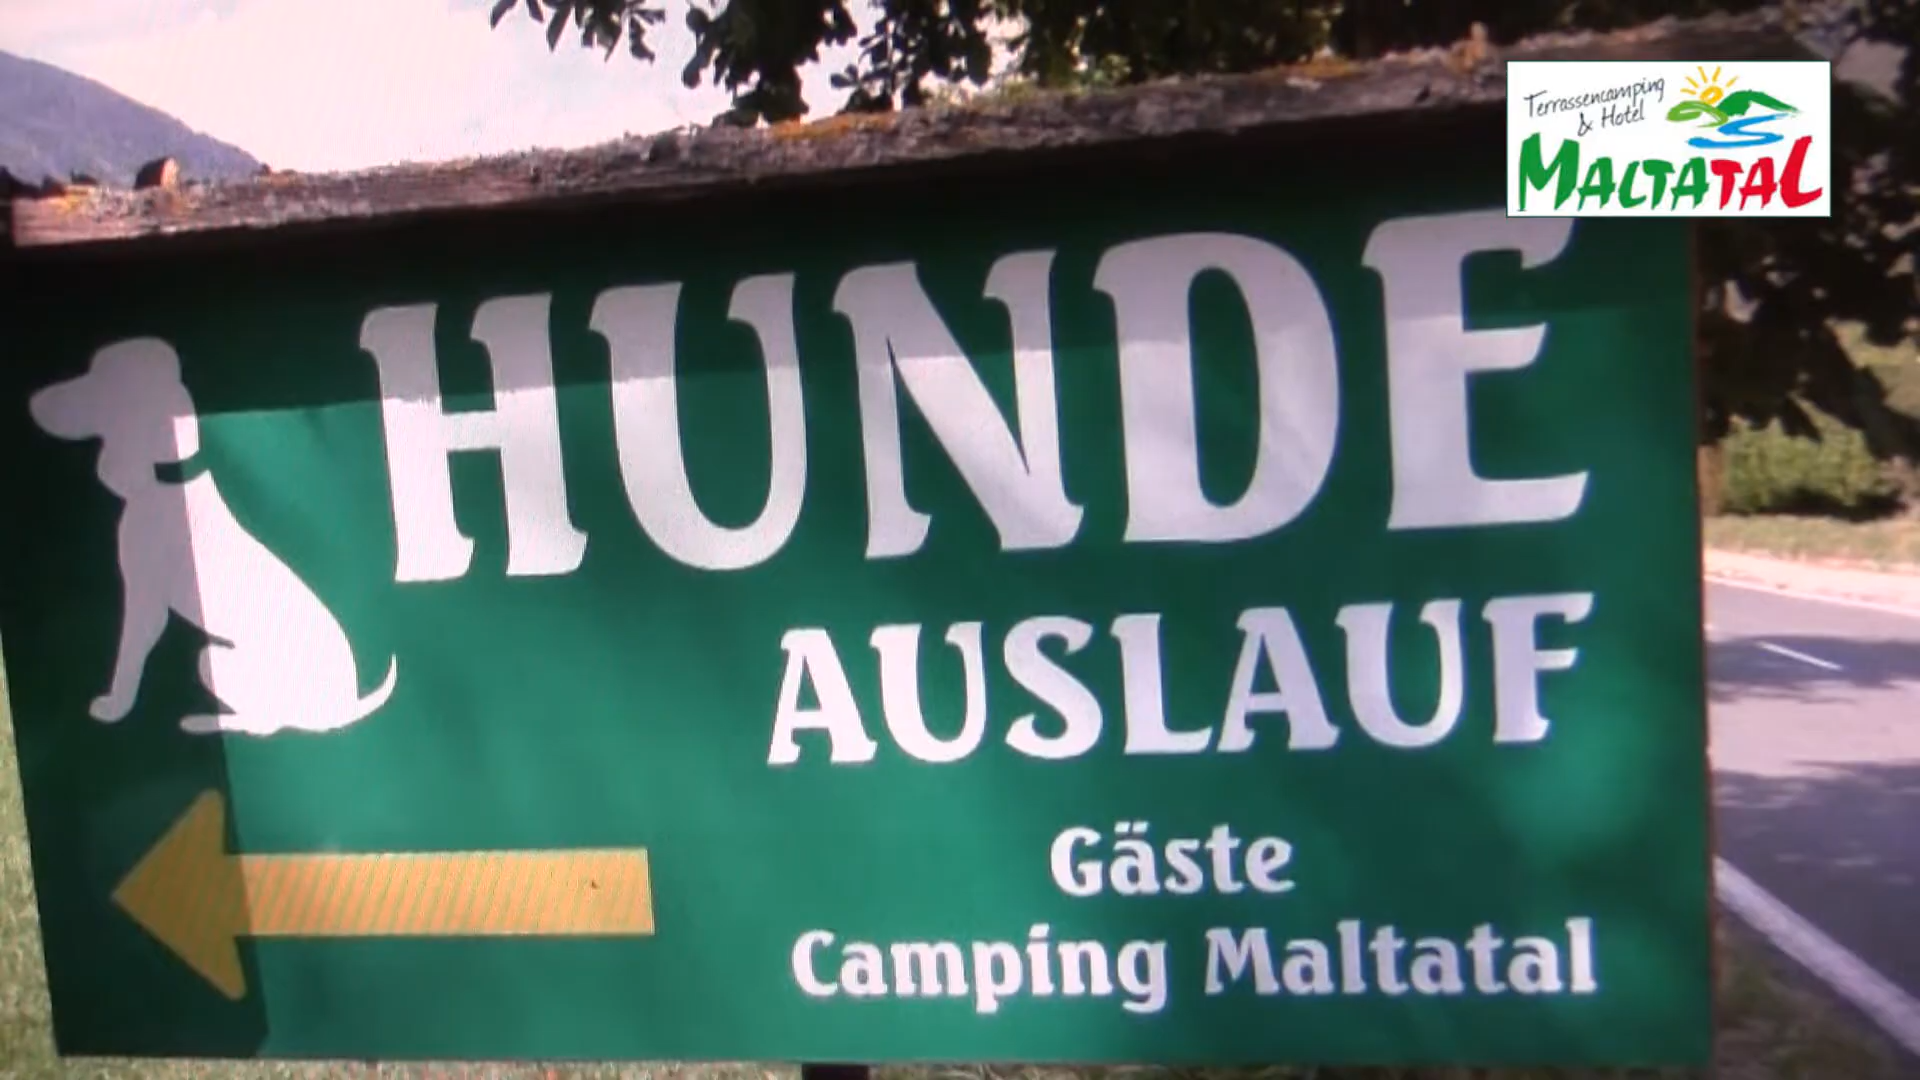 Terrassencamping
& Hotel
MALTATAL
HUNDE
AUSLAUF
Gäste
Camping Maltatal